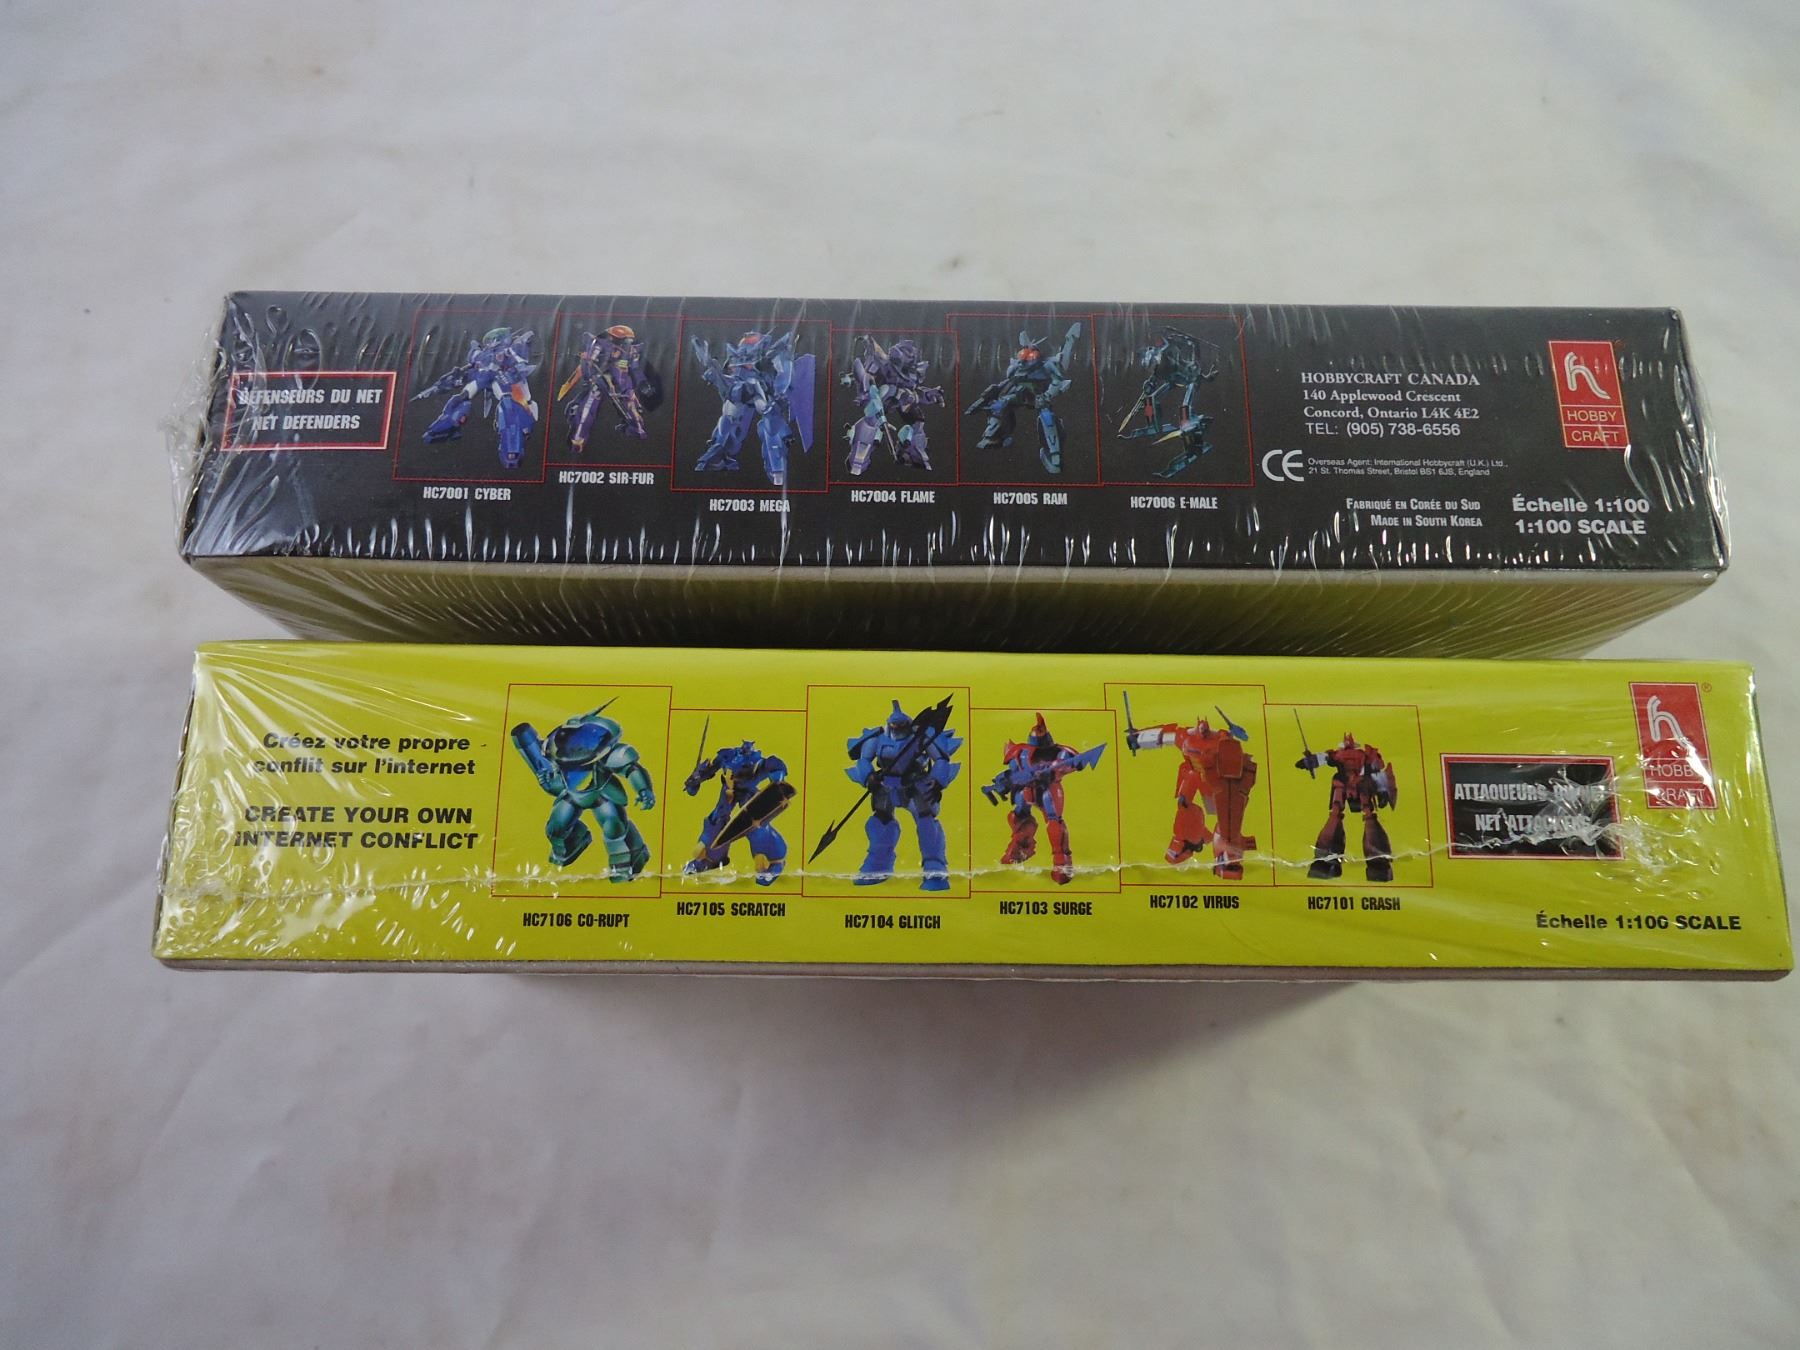 DEFENSEURS DU NET
NET DEFENDERS
HC7001 CYBER
HC7002 SIR-FUR
HC7003 MEGA
HC7004 FLAME
HC7005 RAM
HC7006 E-MALE
HOBBYCRAFT CANADA
140 Applewood Crescent
Concord, Ontario L4K 4E2
TEL: (905) 738-6556
CE
Overseas Agent: International Hobbycraft (U.K.) Ltd.,
21 St. Thomas Street, Bristol BS1 6JS, England
FABRIQUÉ EN CORÉE DU SUD
MADE IN SOUTH KOREA
h
HOBBY
CRAFT
Échelle 1:100
1:100 SCALE
Créez votre propre
conflit sur l'internet
CREATE YOUR OWN
INTERNET CONFLICT
HC7106 CO-RUPT
HC7105 SCRATCH
HC7104 GLITCH
HC7103 SURGE
HC7102 VIRUS
HC7101 CRASH
ATTAQUEURS
NET ATTACKERS
h®
HOBBY
CRAFT
Échelle 1:100 SCALE